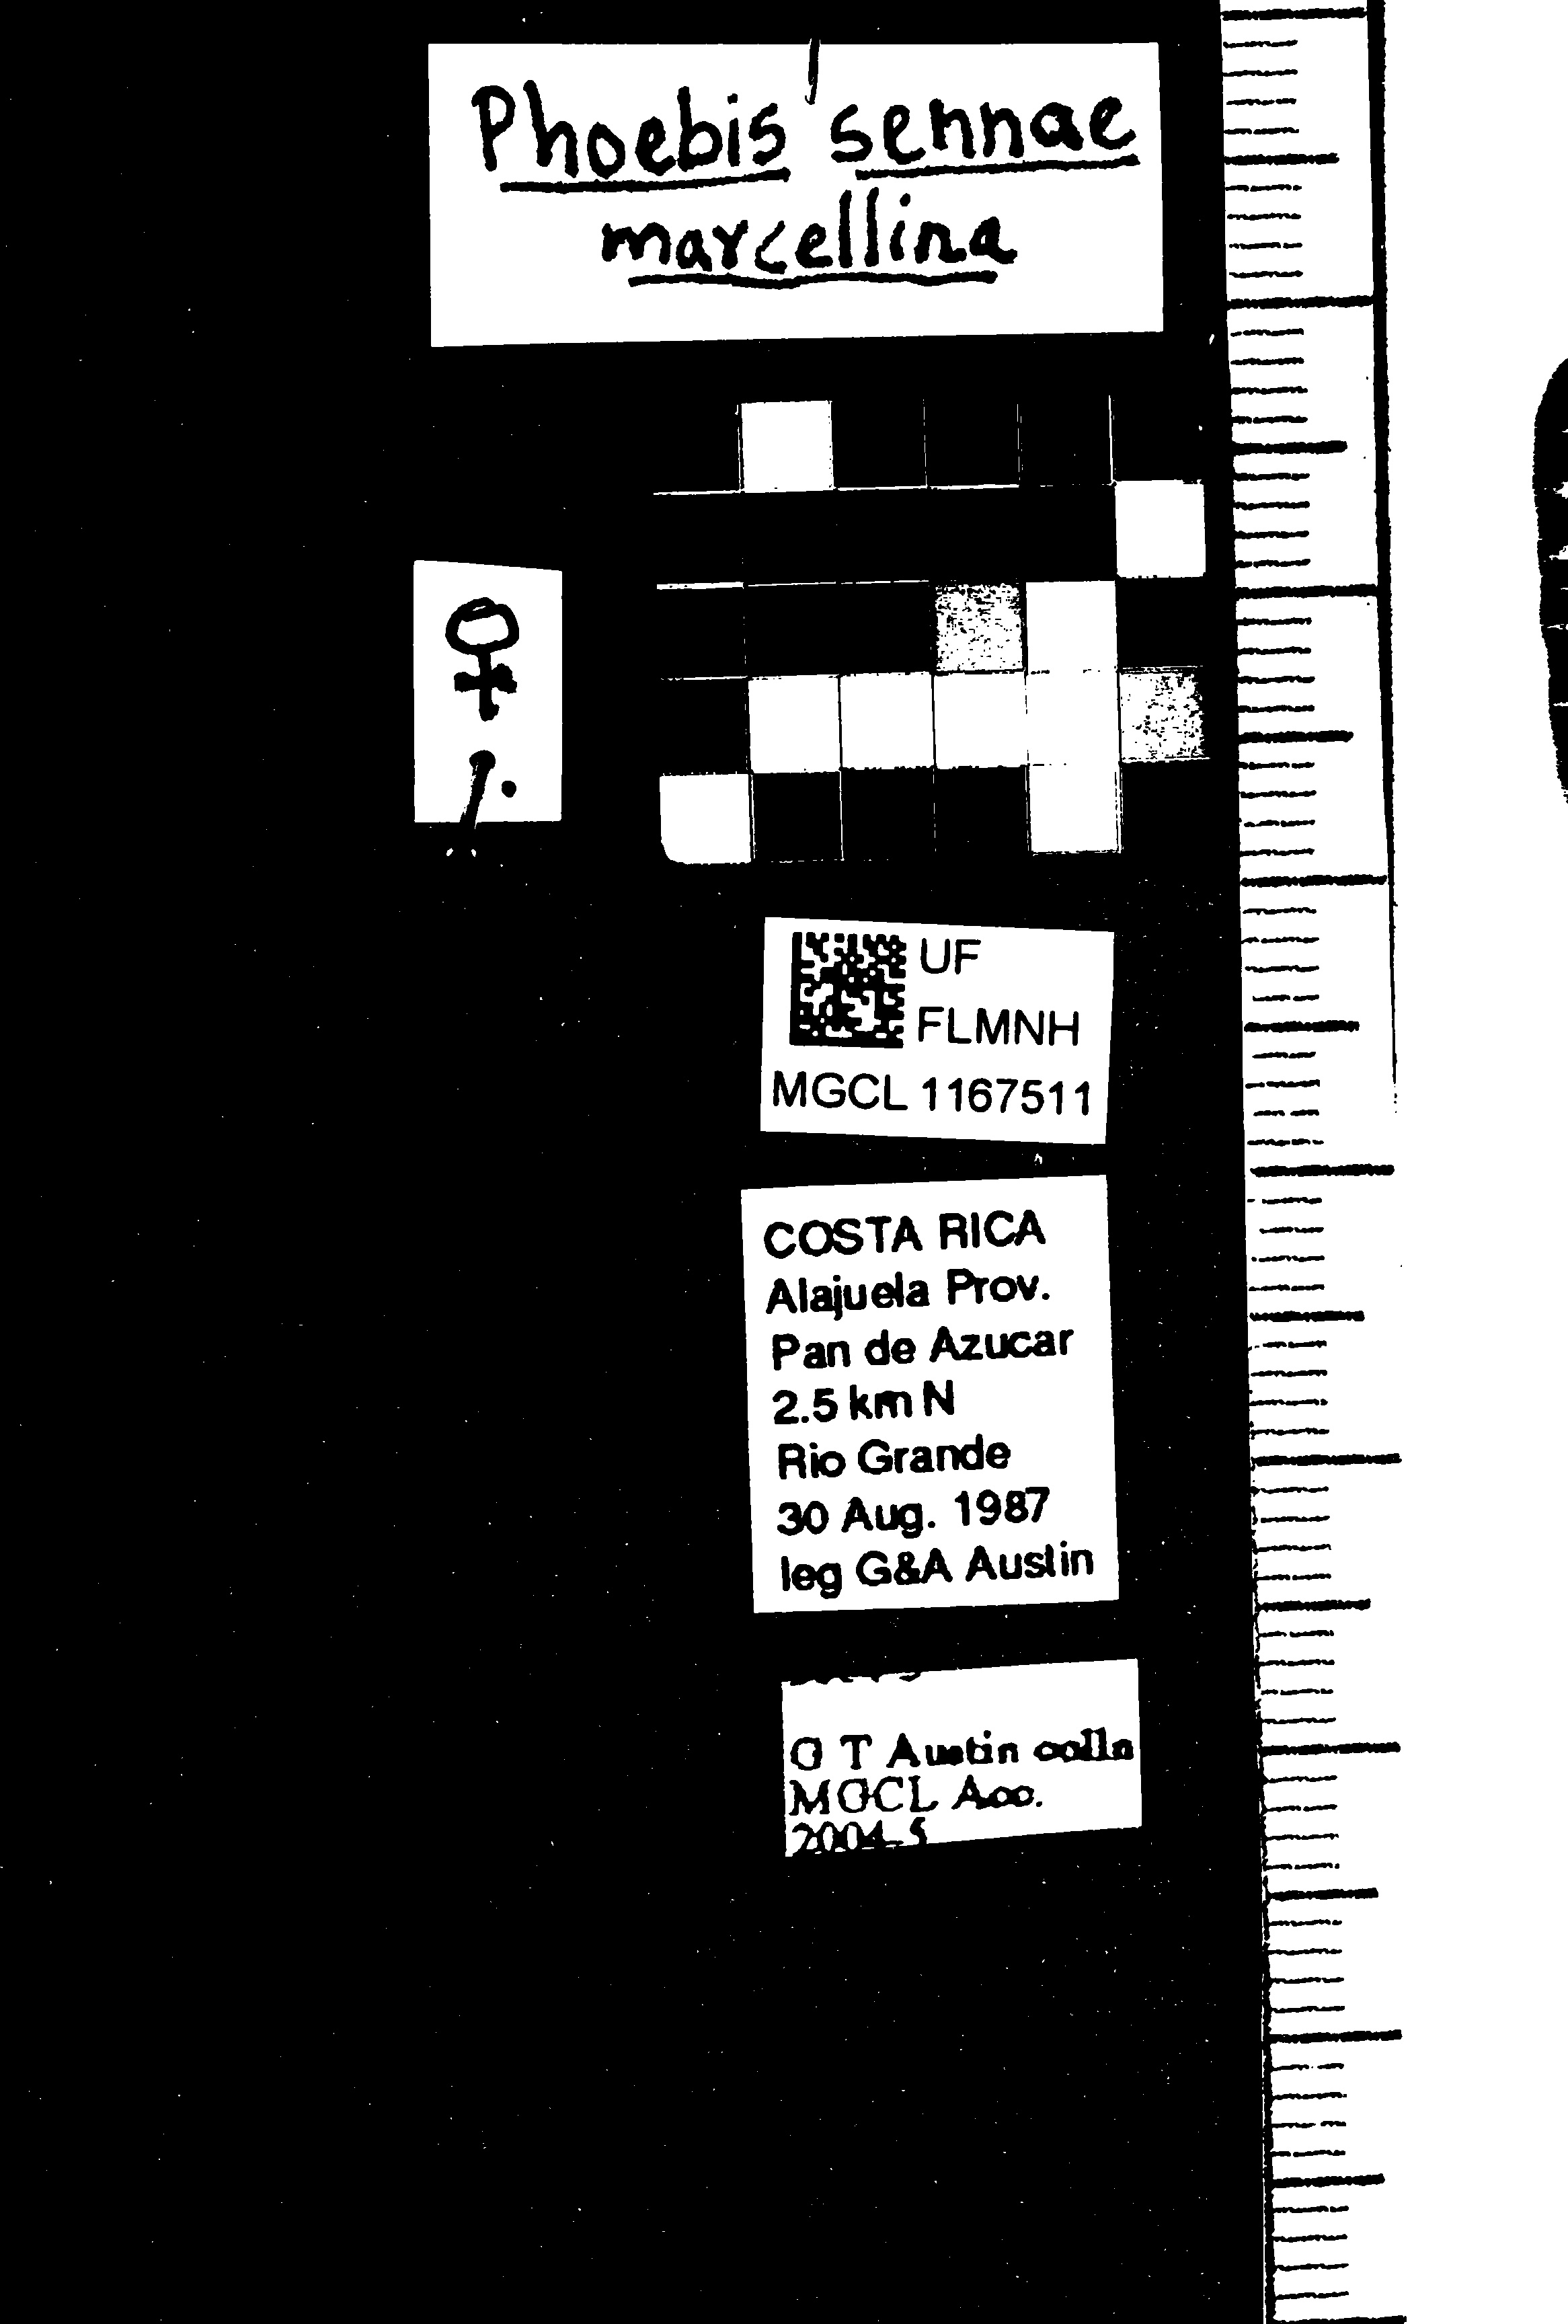 Phoebis sennae
marcellina
♀
UF
FLMNH
MGCL 1167511
COSTA RICA
Alajuela Prov.
Pan de Azucar
2.5 km N
Rio Grande
30 Aug. 1987
leg G&A Austin
G T Austin colln
MGCL Acc.
2004-5